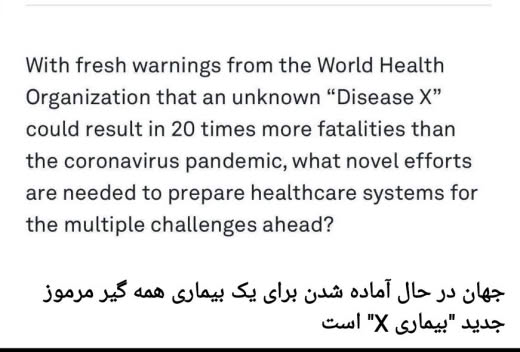 With fresh warnings from the World Health
Organization that an unknown “Disease X”
could result in 20 times more fatalities than
the coronavirus pandemic, what novel efforts
are needed to prepare healthcare systems for
the multiple challenges ahead?
جهان در حال آماده شدن برای یک بیماری همه گیر مرموز
جدید "بیماری X" است